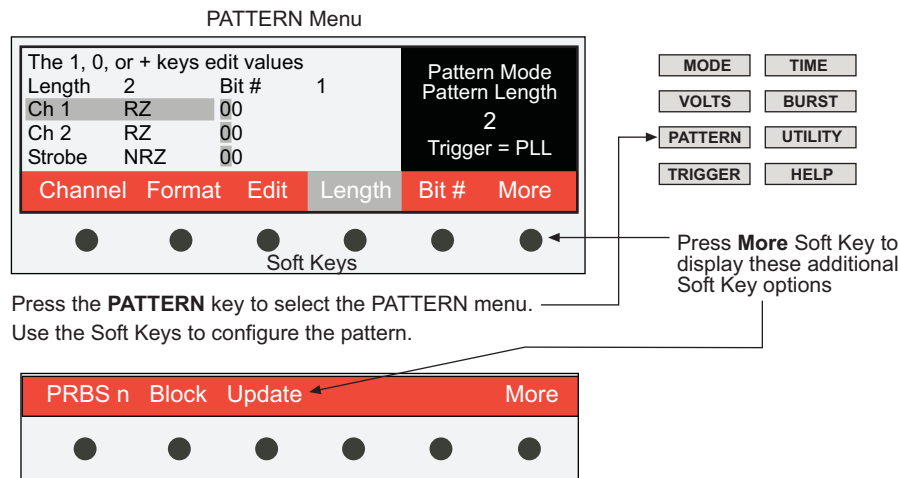 PATTERN Menu
The 1, 0, or + keys edit values
Length 2 Bit # 1
Ch 1 RZ 00
Ch 2 RZ 00
Strobe NRZ 00
Pattern Mode
Pattern Length
2
Trigger = PLL
Channel Format Edit Length Bit # More
Soft Keys
MODE TIME
VOLTS BURST
PATTERN UTILITY
TRIGGER HELP
Press More Soft Key to
display these additional
Soft Key options
Press the PATTERN key to select the PATTERN menu.
Use the Soft Keys to configure the pattern.
PRBS n Block Update More